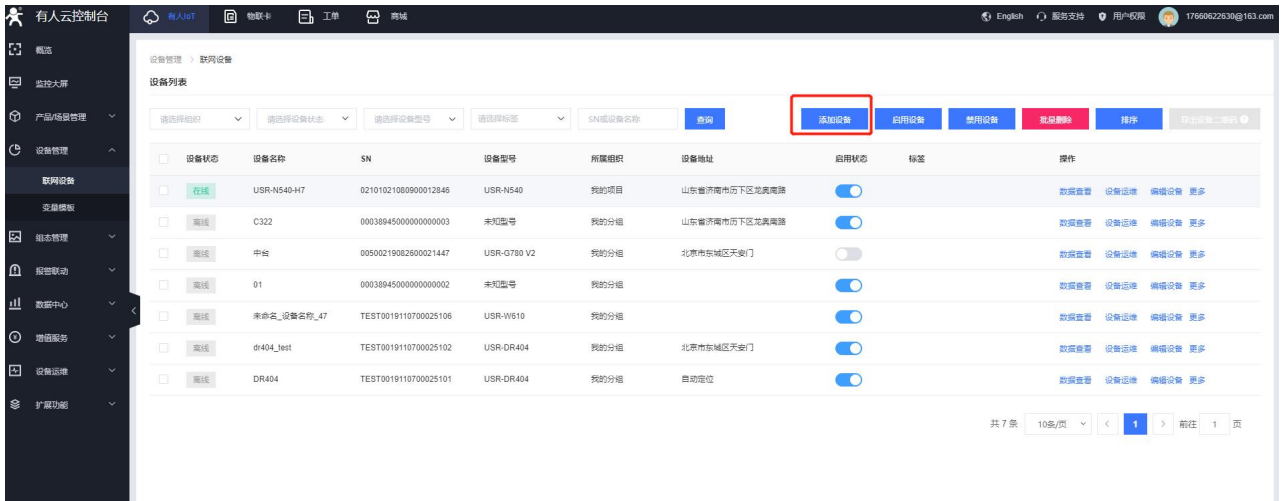 有人云控制台 有人IoT 物联卡 工单 商城 English 服务支持 用户权限 17660622630@163.com
概览
监控大屏
产品/场景管理
设备管理
联网设备
变量模板
组态管理
报警联动
数据中心
增值服务
设备运维
扩展功能
设备管理 > 联网设备
设备列表
请选择组织 请选择设备状态 请选择设备型号 请选择标签 SN或设备名称 查询 添加设备 启用设备 禁用设备 批量删除 排序 导出设备二维码
设备状态 设备名称 SN 设备型号 所属组织 设备地址 启用状态 标签 操作
在线 USR-N540-H7 02101021080900012846 USR-N540 我的项目 山东省济南市历下区龙奥南路 数据查看 设备运维 编辑设备 更多
离线 C322 00038945000000000003 未知型号 我的分组 山东省济南市历下区龙奥南路 数据查看 设备运维 编辑设备 更多
离线 中台 00500219082600021447 USR-G780 V2 我的分组 北京市东城区天安门 数据查看 设备运维 编辑设备 更多
离线 01 00038945000000000002 未知型号 我的分组 数据查看 设备运维 编辑设备 更多
离线 未命名_设备名称_47 TEST0019110700025106 USR-W610 我的分组 数据查看 设备运维 编辑设备 更多
离线 dr404_test TEST0019110700025102 USR-DR404 我的分组 北京市东城区天安门 数据查看 设备运维 编辑设备 更多
离线 DR404 TEST0019110700025101 USR-DR404 我的分组 自动定位 数据查看 设备运维 编辑设备 更多
共 7 条 10条/页 < 1 > 前往 1 页